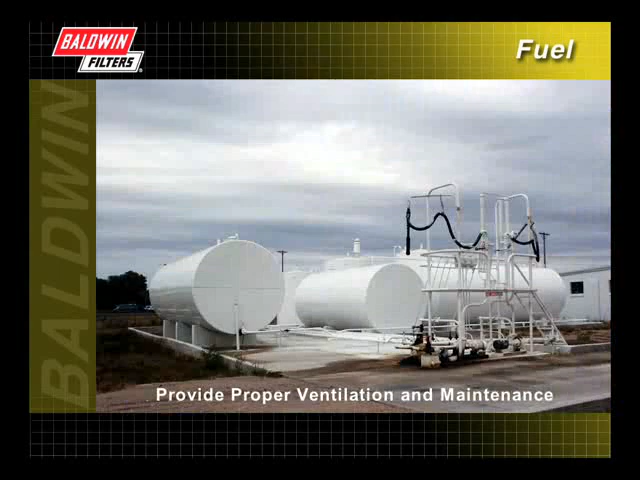 BALDWIN
FILTERS
Fuel
BALDWIN
Provide Proper Ventilation and Maintenance